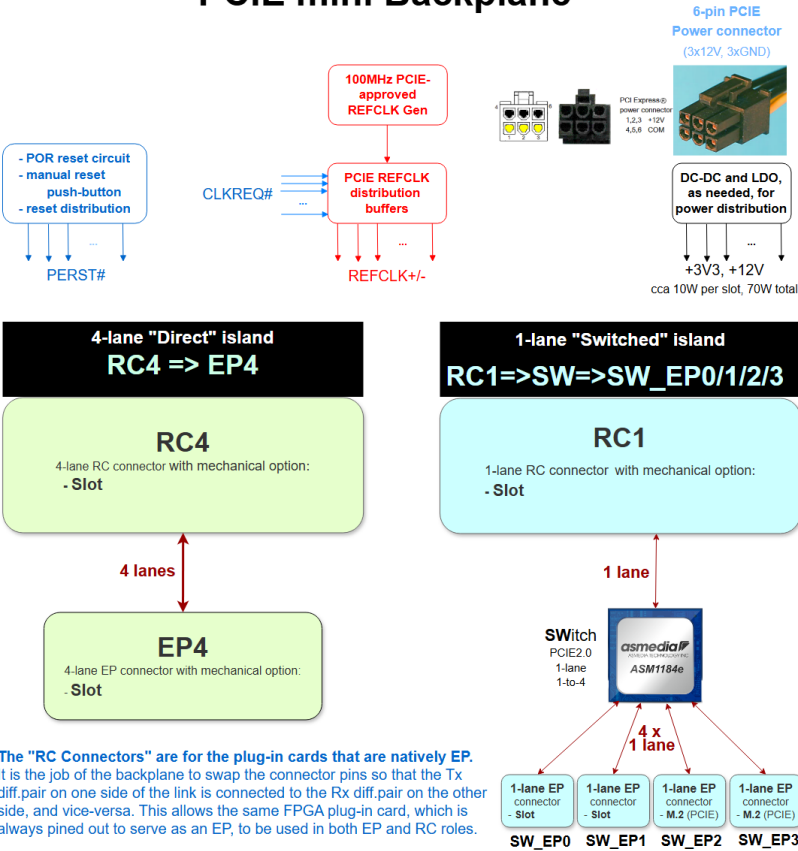 PCIE mini Backplane
6-pin PCIE
Power connector
(3x12V, 3xGND)
100MHz PCIE-
approved
REFCLK Gen
4 6
1 2 3
PCI Express®
power connector
1,2,3 +12V
4,5,6 COM
- POR reset circuit
- manual reset
push-button
- reset distribution
...
PERST#
CLKREQ#
...
PCIE REFCLK
distribution
buffers
...
REFCLK+/-
DC-DC and LDO,
as needed, for
power distribution
...
+3V3, +12V
cca 10W per slot, 70W total
4-lane "Direct" island
RC4 => EP4
RC4
4-lane RC connector with mechanical option:
- Slot
4 lanes
EP4
4-lane EP connector with mechanical option:
- Slot
1-lane "Switched" island
RC1=>SW=>SW_EP0/1/2/3
RC1
1-lane RC connector with mechanical option:
- Slot
1 lane
SWitch
PCIE2.0
1-lane
1-to-4
asmedia
ASMEDIA TECHNOLOGY INC.
ASM1184e
4 x
1 lane
1-lane EP
connector
- Slot
SW_EP0
1-lane EP
connector
- Slot
SW_EP1
1-lane EP
connector
- M.2 (PCIE)
SW_EP2
1-lane EP
connector
- M.2 (PCIE)
SW_EP3
The "RC Connectors" are for the plug-in cards that are natively EP.
It is the job of the backplane to swap the connector pins so that the Tx
diff.pair on one side of the link is connected to the Rx diff.pair on the other
side, and vice-versa. This allows the same FPGA plug-in card, which is
always pined out to serve as an EP, to be used in both EP and RC roles.